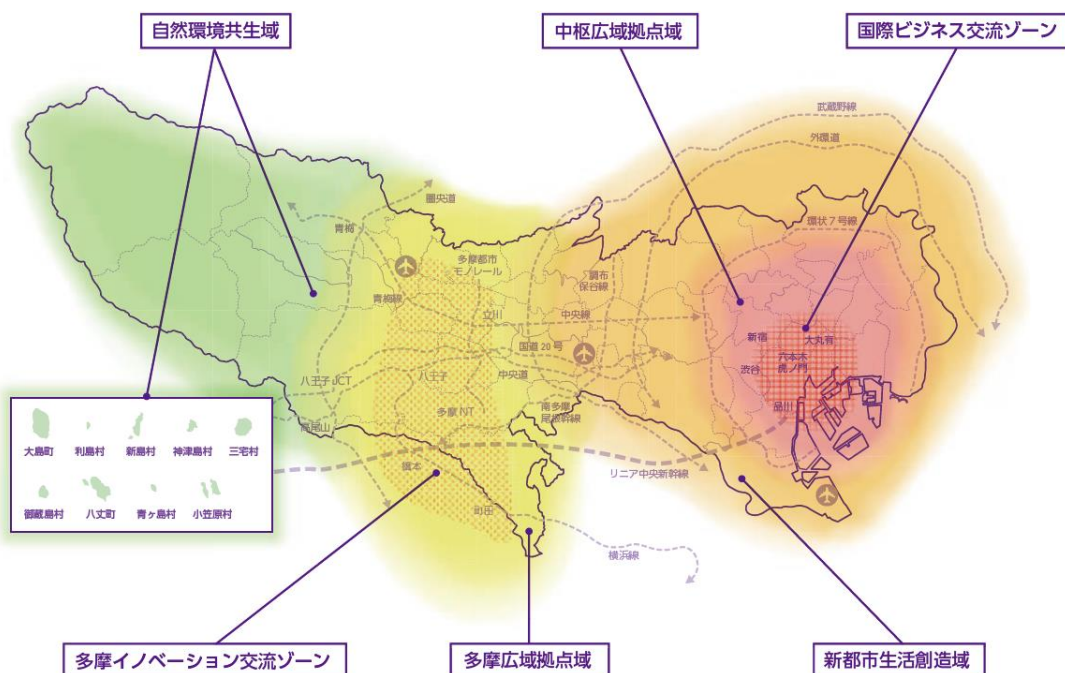 自然環境共生域
中枢広域拠点域
国際ビジネス交流ゾーン
武蔵野線
外環道
圏央道
環状7号線
青梅
多摩都市
モノレール
調布
保谷線
青梅線
立川
中央線
新宿
大丸有
国道20号
六本木
虎ノ門
渋谷
八王子JCT
八王子
中央道
品川
多摩NT
南多摩
尾根幹線
高尾山
大島町
利島村
新島村
神津島村
三宅村
橋本
リニア中央新幹線
御蔵島村
八丈町
青ヶ島村
小笠原村
町田
横浜線
多摩イノベーション交流ゾーン
多摩広域拠点域
新都市生活創造域